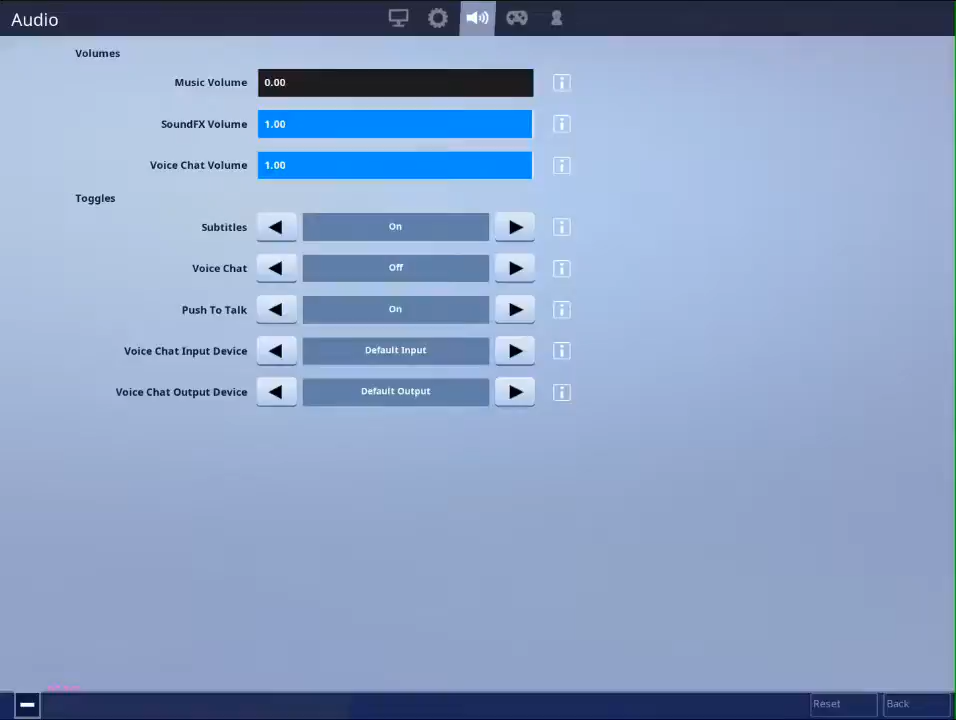 Audio
Volumes
Music Volume 0.00
SoundFX Volume 1.00
Voice Chat Volume 1.00
Toggles
Subtitles On
Voice Chat Off
Push To Talk On
Voice Chat Input Device Default Input
Voice Chat Output Device Default Output
Reset Back